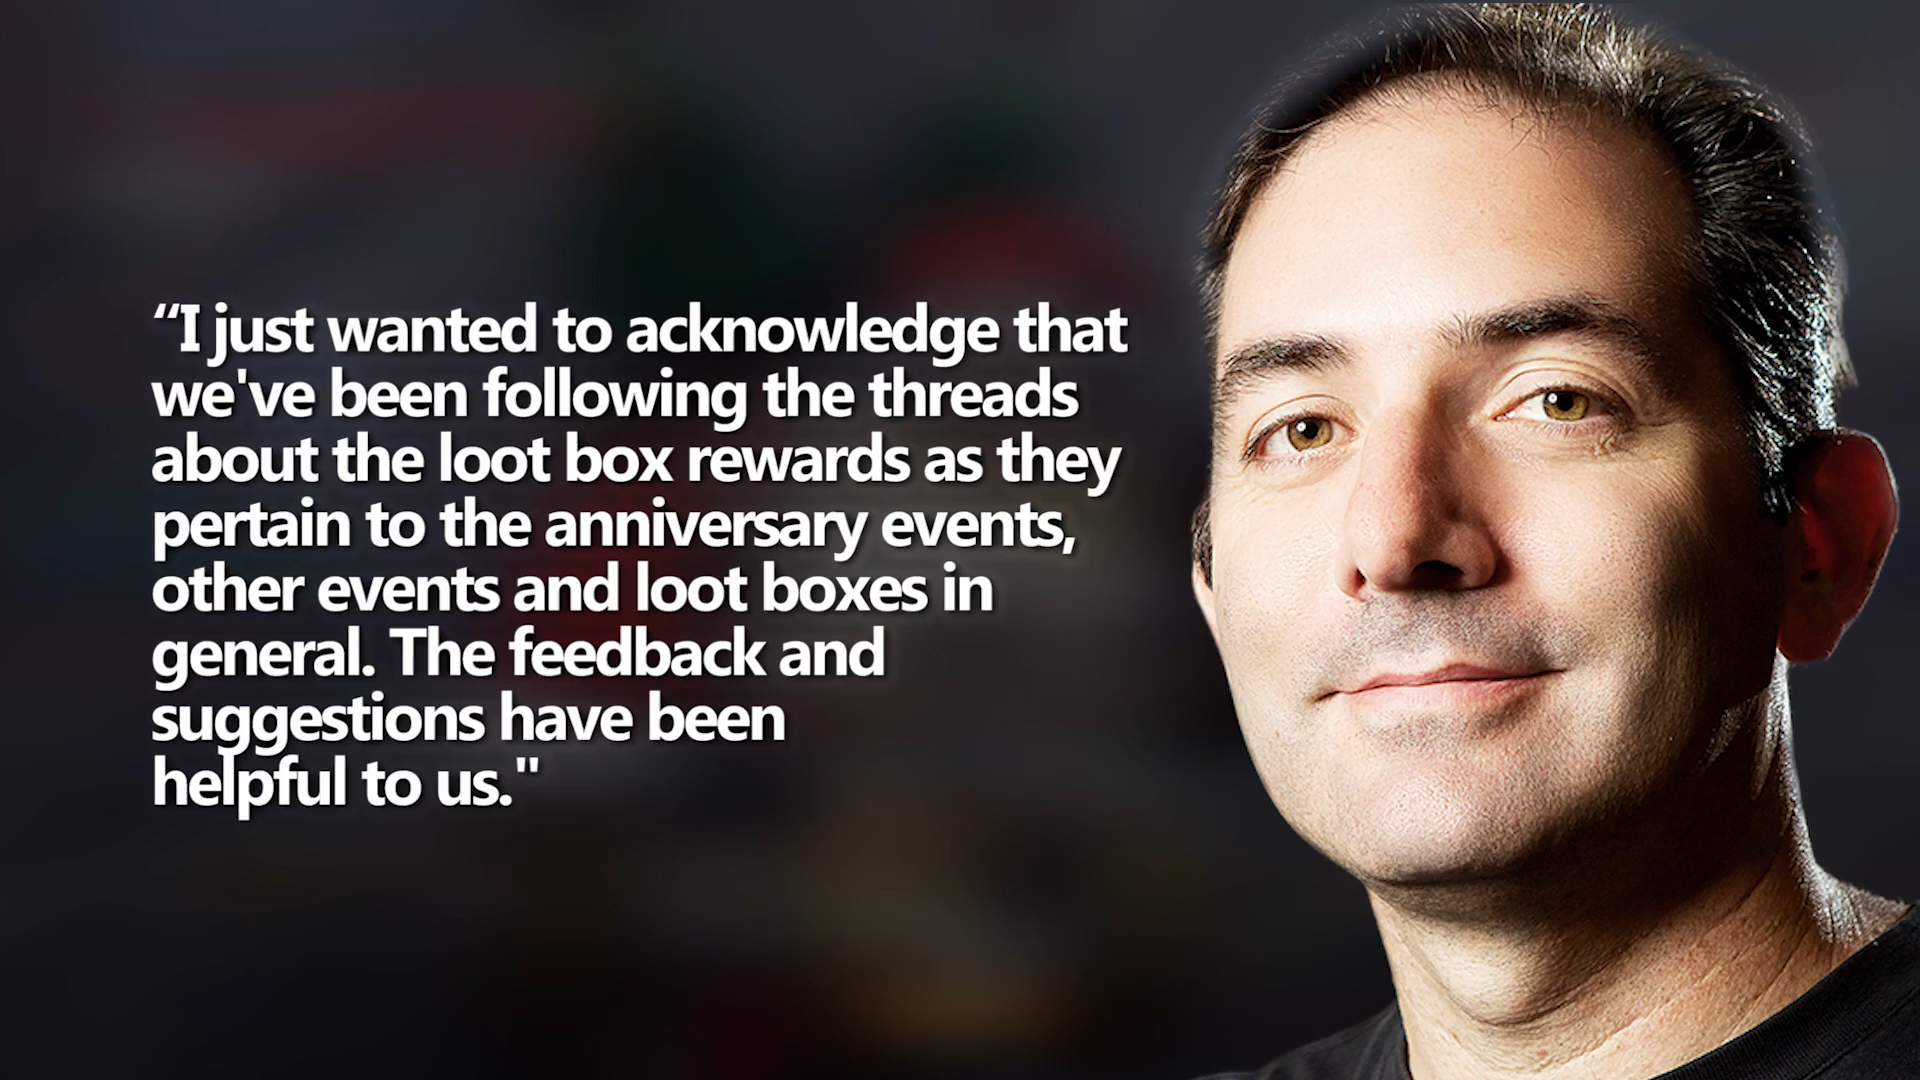 “I just wanted to acknowledge that
we've been following the threads
about the loot box rewards as they
pertain to the anniversary events,
other events and loot boxes in
general. The feedback and
suggestions have been
helpful to us."